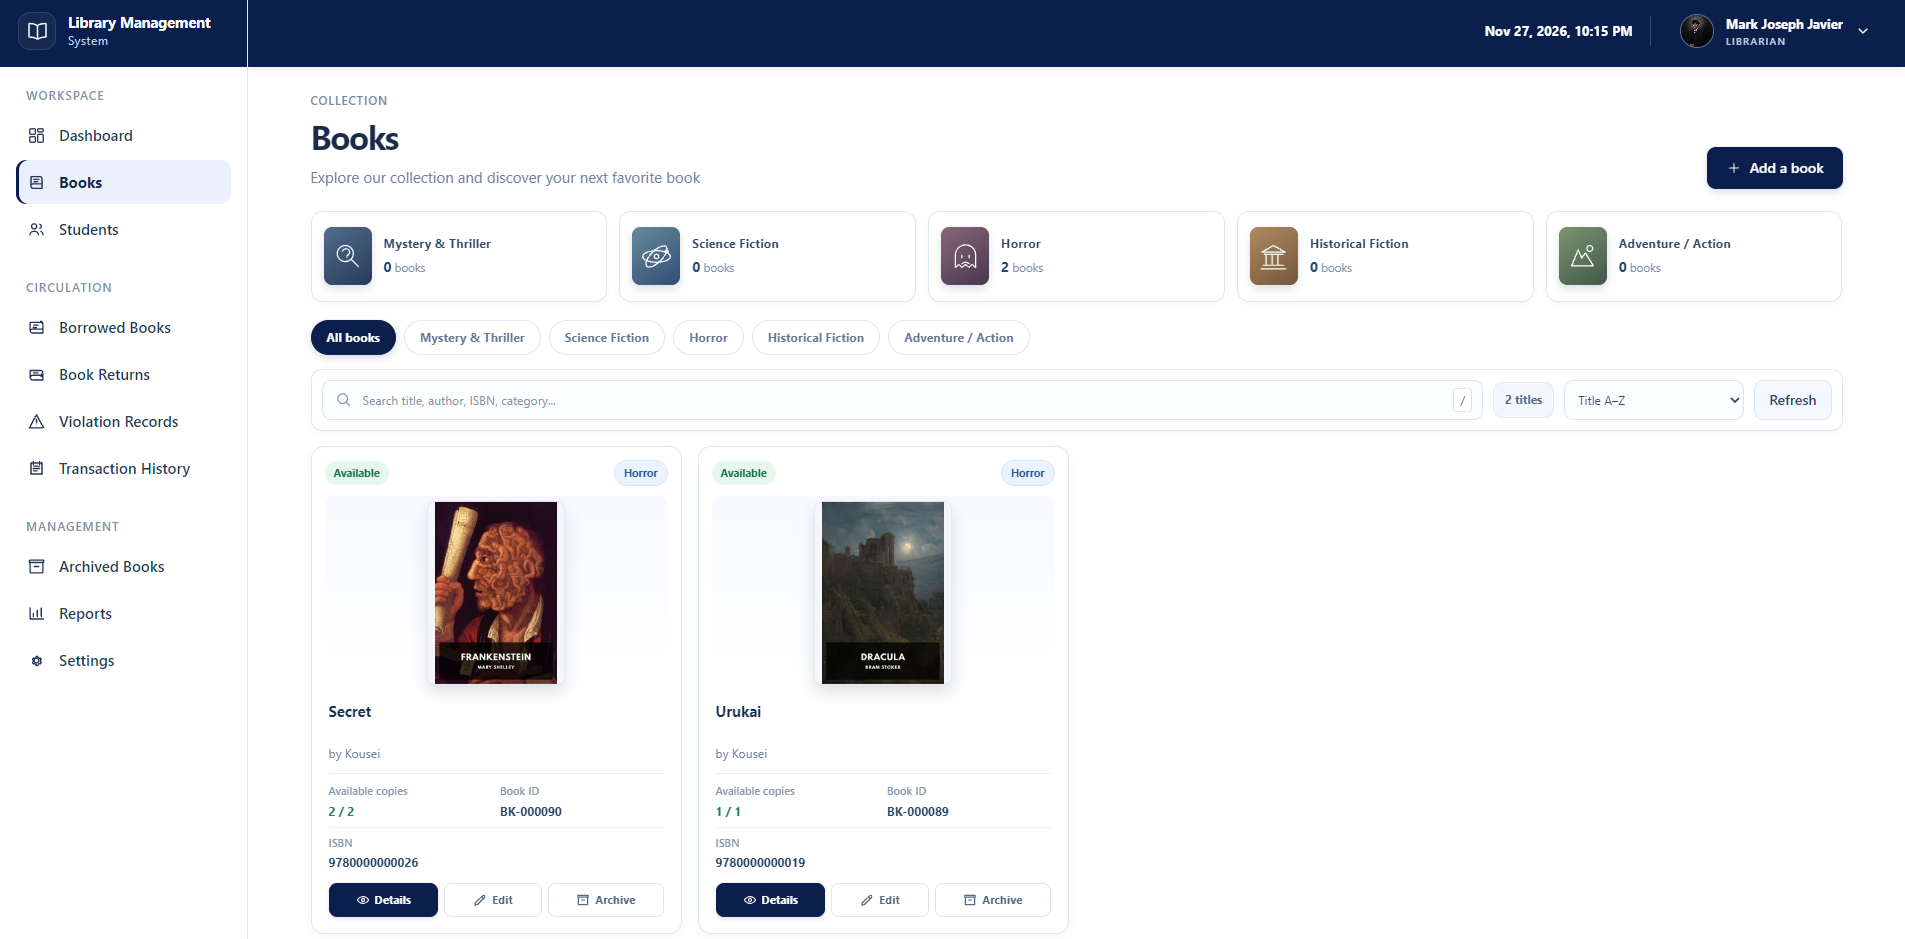 Library Management
System
Nov 27, 2026, 10:15 PM
Mark Joseph Javier
LIBRARIAN
WORKSPACE
Dashboard
Books
Students
CIRCULATION
Borrowed Books
Book Returns
Violation Records
Transaction History
MANAGEMENT
Archived Books
Reports
Settings
COLLECTION
Books
Explore our collection and discover your next favorite book
+ Add a book
Mystery & Thriller
0 books
Science Fiction
0 books
Horror
2 books
Historical Fiction
0 books
Adventure / Action
0 books
All books
Mystery & Thriller
Science Fiction
Horror
Historical Fiction
Adventure / Action
Search title, author, ISBN, category...
/
2 titles
Title A–Z
Refresh
Available
Horror
FRANKENSTEIN
MARY SHELLEY
Secret
by Kousei
Available copies
Book ID
2 / 2
BK-000090
ISBN
9780000000026
Details
Edit
Archive
Available
Horror
DRACULA
BRAM STOKER
Urukai
by Kousei
Available copies
Book ID
1 / 1
BK-000089
ISBN
9780000000019
Details
Edit
Archive